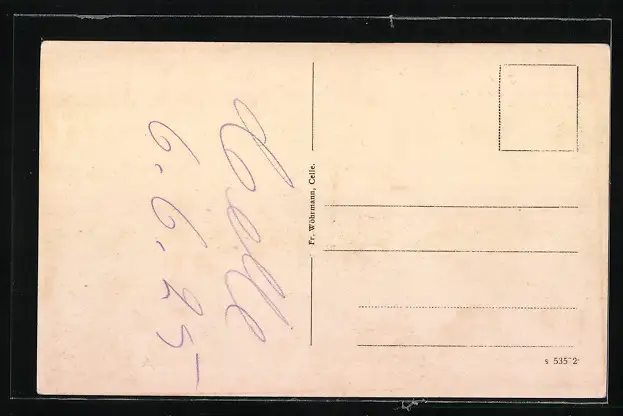 Celle
6. 6. 25
Fr. Wöhrmann, Celle.
s 535-2